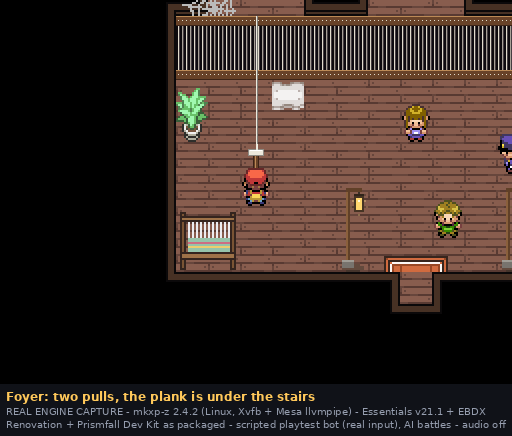 Foyer: two pulls, the plank is under the stairs
REAL ENGINE CAPTURE - mkxp-z 2.4.2 (Linux, Xvfb + Mesa llvmpipe) - Essentials v21.1 + EBDX
Renovation + Prismfall Dev Kit as packaged - scripted playtest bot (real input), AI battles - audio off